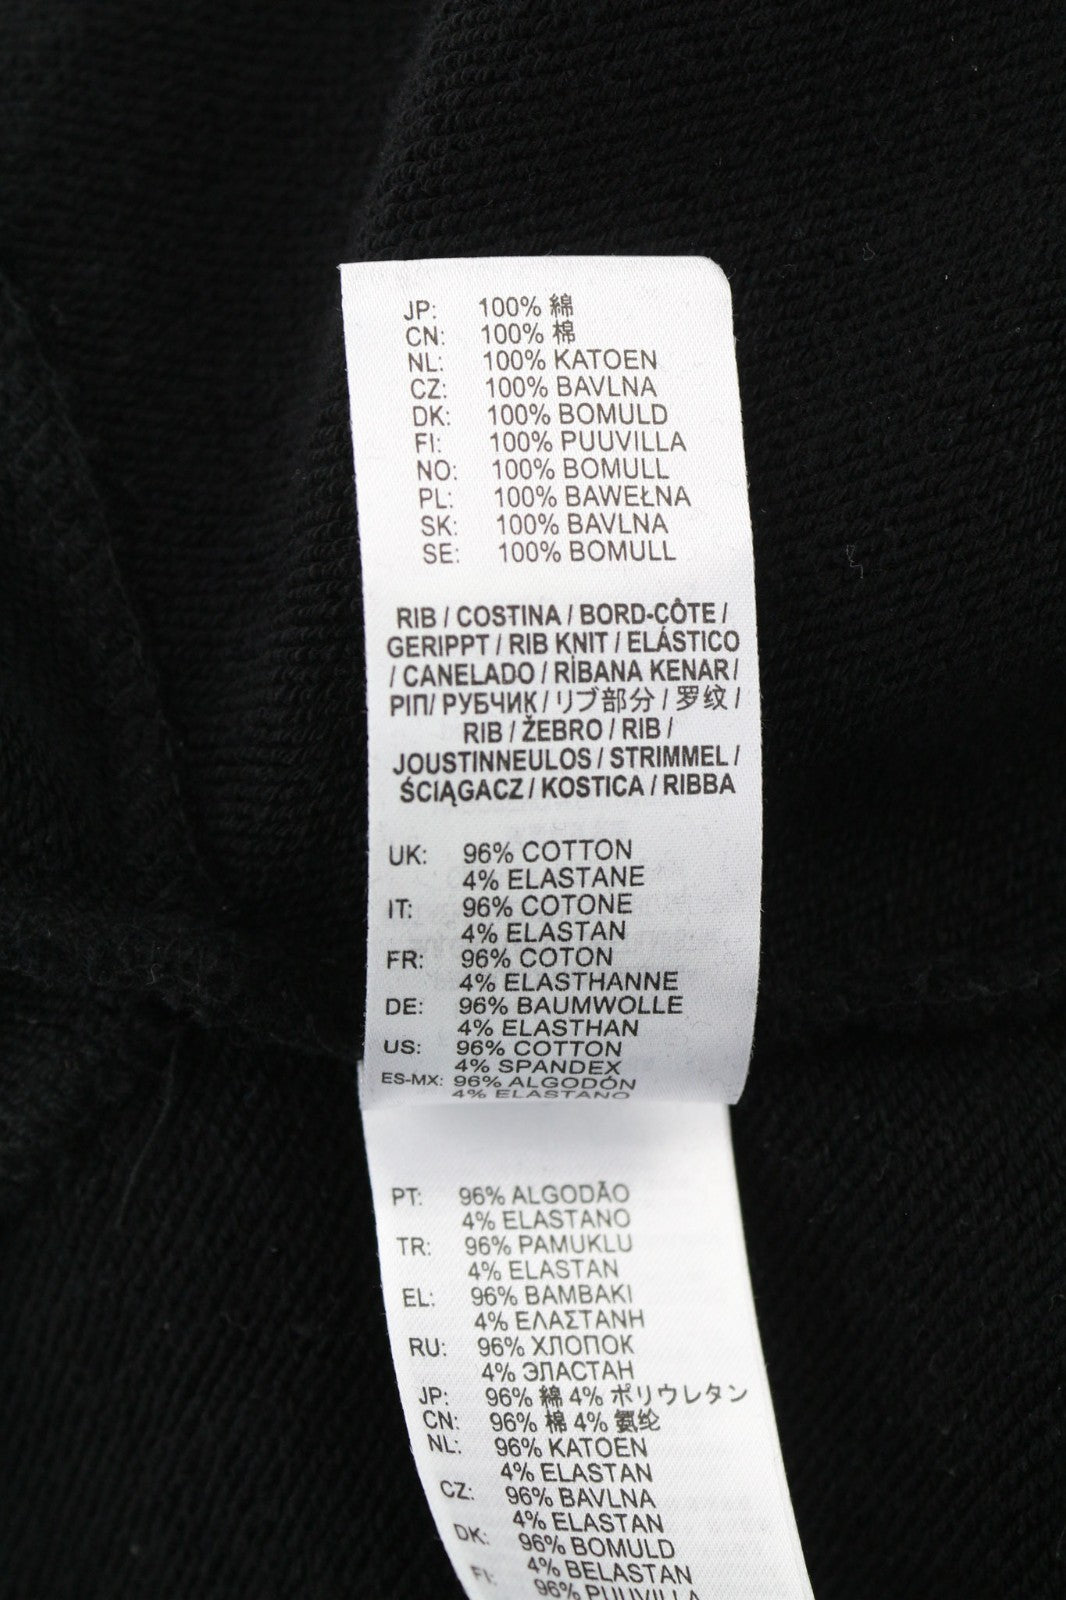 JP: 100% 綿
CN: 100% 棉
NL: 100% KATOEN
CZ: 100% BAVLNA
DK: 100% BOMULD
FI: 100% PUUVILLA
NO: 100% BOMULL
PL: 100% BAWEŁNA
SK: 100% BAVLNA
SE: 100% BOMULL
RIB / COSTINA / BORD-CÔTE /
GERIPPT / RIB KNIT / ELÁSTICO
/ CANELADO / RİBANA KENAR /
ΡΙΠ/ РУБЧИК / リブ部分 / 罗纹 /
RIB / ŽEBRO / RIB /
JOUSTINNEULOS / STRIMMEL /
ŚCIĄGACZ / KOSTICA / RIBBA
UK: 96% COTTON
4% ELASTANE
IT: 96% COTONE
4% ELASTAN
FR: 96% COTON
4% ELASTHANNE
DE: 96% BAUMWOLLE
4% ELASTHAN
US: 96% COTTON
4% SPANDEX
ES-MX: 96% ALGODÓN
4% ELASTANO
PT: 96% ALGODÃO
4% ELASTANO
TR: 96% PAMUKLU
4% ELASTAN
EL: 96% ΒΑΜΒΑΚΙ
4% ΕΛΑΣΤΑΝΗ
RU: 96% ХЛОПОК
4% ЭЛАСТАН
JP: 96% 綿 4% ポリウレタン
CN: 96% 棉 4% 氨纶
NL: 96% KATOEN
4% ELASTAN
CZ: 96% BAVLNA
4% ELASTAN
DK: 96% BOMULD
4% BELASTAN
FI: 96% PUUVILLA